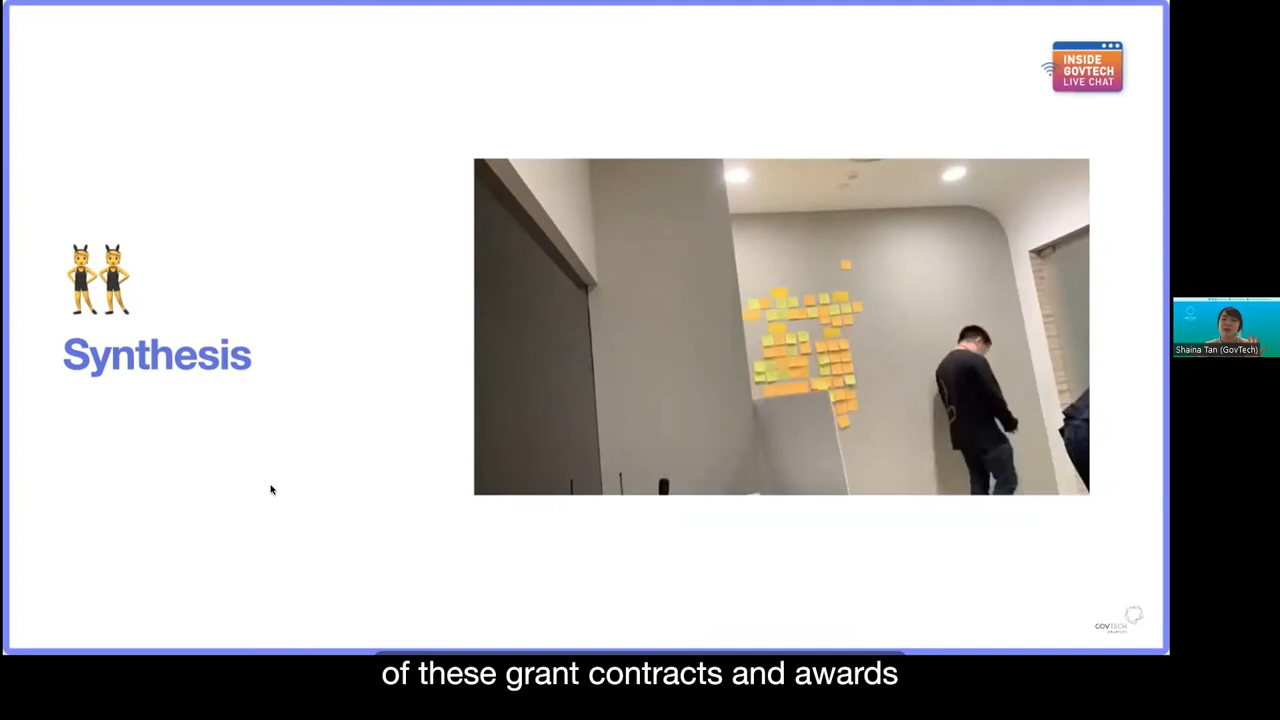 INSIDE
GOVTECH
LIVE CHAT
Synthesis
Shaina Tan (GovTech)
GOVTECH
of these grant contracts and awards